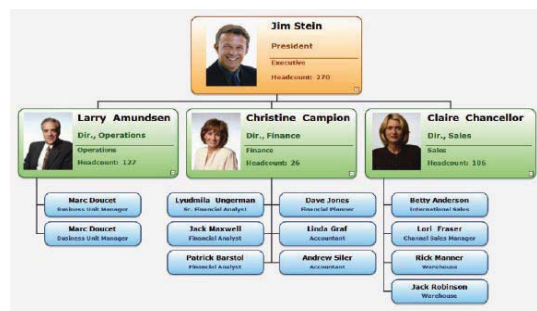 Jim Stein
President
Executive
Headcount: 270
Larry Amundsen
Dir., Operations
Operations
Headcount: 127
Christine Campion
Dir., Finance
Finance
Headcount: 26
Claire Chancellor
Dir., Sales
Sales
Headcount: 106
Marc Doucet
Business Unit Manager
Marc Doucet
Business Unit Manager
Lyudmila Ungerman
Sr. Financial Analyst
Dave Jones
Financial Planner
Jack Maxwell
Financial Analyst
Linda Graf
Accountant
Patrick Barstol
Financial Analyst
Andrew Siler
Accountant
Betty Anderson
International Sales
Lori Fraser
Channel Sales Manager
Rick Manner
Warehouse
Jack Robinson
Warehouse